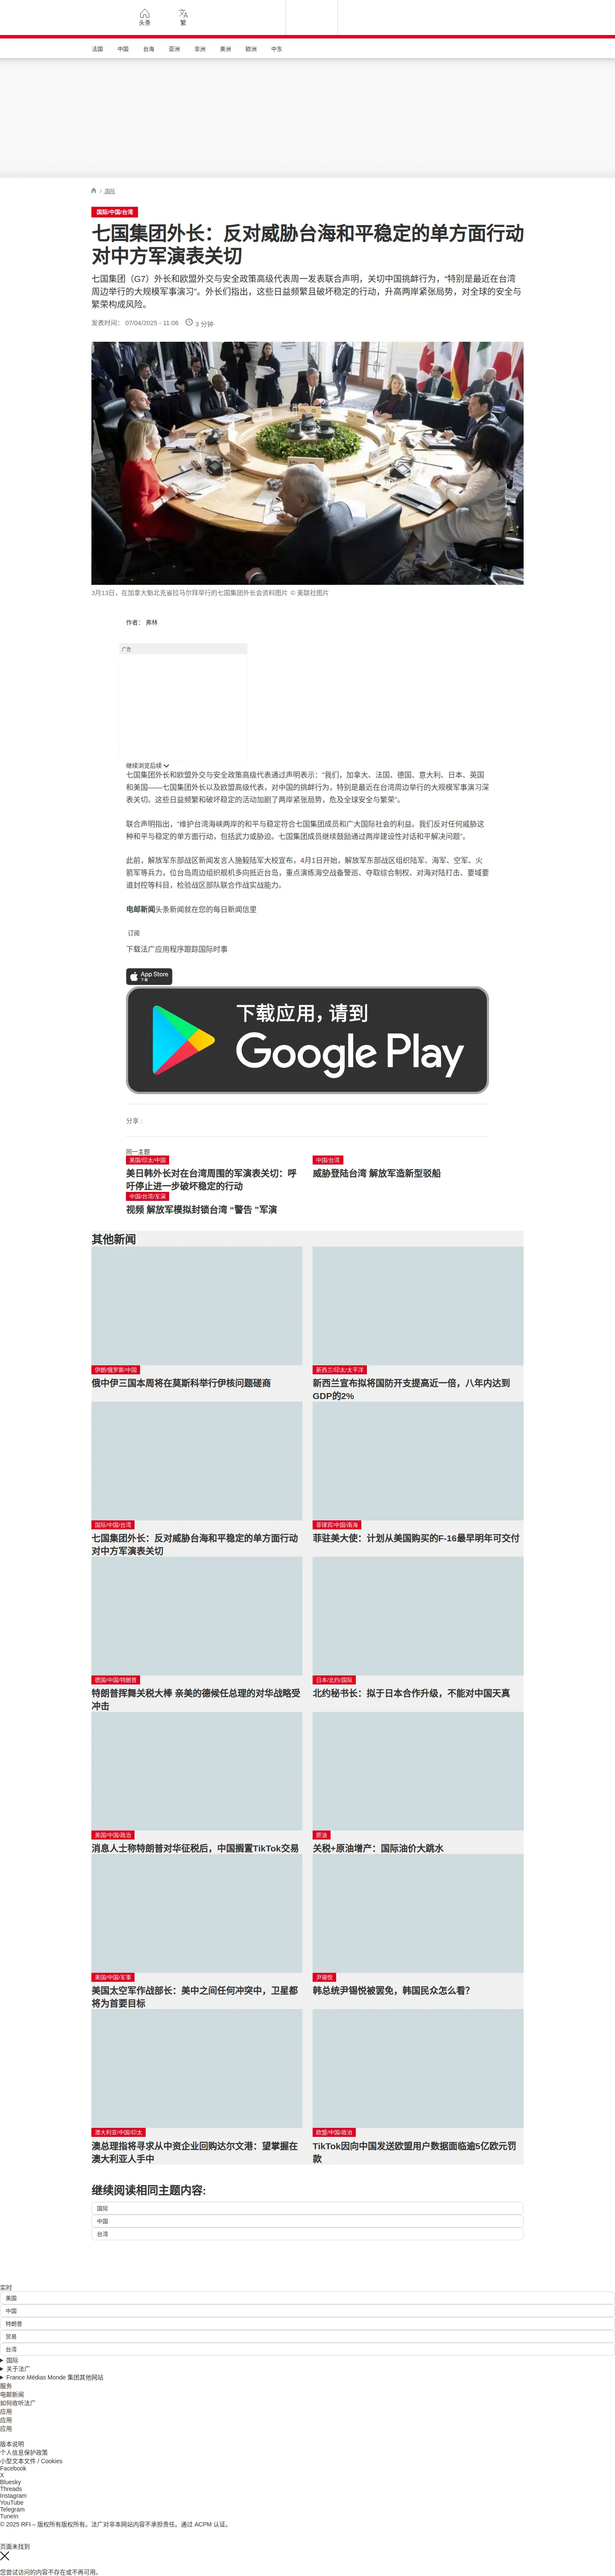 头条
繁
法国
中国
台海
亚洲
非洲
美洲
欧洲
中东
/ 国际
国际/中国/台湾
七国集团外长：反对威胁台海和平稳定的单方面行动
对中方军演表关切
七国集团（G7）外长和欧盟外交与安全政策高级代表周一发表联合声明，关切中国挑衅行为，“特别是最近在台湾
周边举行的大规模军事演习”。外长们指出，这些日益频繁且破坏稳定的行动，升高两岸紧张局势，对全球的安全与
繁荣构成风险。
发表时间： 07/04/2025 - 11:06 3 分钟
3月13日，在加拿大魁北克省拉马尔拜举行的七国集团外长会资料图片 © 美联社图片
作者： 弗林
广告
继续浏览后续
七国集团外长和欧盟外交与安全政策高级代表通过声明表示：“我们，加拿大、法国、德国、意大利、日本、英国
和美国——七国集团外长以及欧盟高级代表，对中国的挑衅行为，特别是最近在台湾周边举行的大规模军事演习深
表关切。这些日益频繁和破坏稳定的活动加剧了两岸紧张局势，危及全球安全与繁荣”。
联合声明指出，“维护台湾海峡两岸的和平与稳定符合七国集团成员和广大国际社会的利益。我们反对任何威胁这
种和平与稳定的单方面行动，包括武力或胁迫。七国集团成员继续鼓励通过两岸建设性对话和平解决问题”。
此前，解放军东部战区新闻发言人施毅陆军大校宣布，4月1日开始，解放军东部战区组织陆军、海军、空军、火
箭军等兵力，位台岛周边组织舰机多向抵近台岛，重点演练海空战备警巡、夺取综合制权、对海对陆打击、要域要
道封控等科目，检验战区部队联合作战实战能力。
电邮新闻头条新闻就在您的每日新闻信里
订阅
下载法广应用程序跟踪国际时事
App Store
下载
下载应用，请到
Google Play
分享 :
同一主题
美国/印太/中国
美日韩外长对在台湾周围的军演表关切：呼
吁停止进一步破坏稳定的行动
中国/台湾
威胁登陆台湾 解放军造新型驳船
中国/台湾/军演
视频 解放军模拟封锁台湾 “警告 ”军演
其他新闻
伊朗/俄罗斯/中国
俄中伊三国本周将在莫斯科举行伊核问题磋商
新西兰/印太/太平洋
新西兰宣布拟将国防开支提高近一倍，八年内达到
GDP的2%
国际/中国/台湾
七国集团外长：反对威胁台海和平稳定的单方面行动
对中方军演表关切
菲律宾/中国/南海
菲驻美大使：计划从美国购买的F-16最早明年可交付
德国/中国/特朗普
特朗普挥舞关税大棒 亲美的德候任总理的对华战略受
冲击
日本/北约/国际
北约秘书长：拟于日本合作升级，不能对中国天真
美国/中国/政治
消息人士称特朗普对华征税后，中国搁置TikTok交易
原油
关税+原油增产：国际油价大跳水
美国/中国/军事
美国太空军作战部长：美中之间任何冲突中，卫星都
将为首要目标
尹锡悦
韩总统尹锡悦被罢免，韩国民众怎么看？
澳大利亚/中国/印太
澳总理指将寻求从中资企业回购达尔文港：望掌握在
澳大利亚人手中
欧盟/中国/政治
TikTok因向中国发送欧盟用户数据面临逾5亿欧元罚
款
继续阅读相同主题内容:
国际
中国
台湾
实时
美国
中国
特朗普
贸易
台湾
国际
关于法广
France Médias Monde 集团其他网站
服务
电邮新闻
如何收听法广
应用
应用
应用
版本说明
个人信息保护政策
小型文本文件 / Cookies
Facebook
X
Bluesky
Threads
Instagram
YouTube
Telegram
TuneIn
© 2025 RFI – 版权所有版权所有。法广对非本网站内容不承担责任。通过 ACPM 认证。
页面未找到
您尝试访问的内容不存在或不再可用。